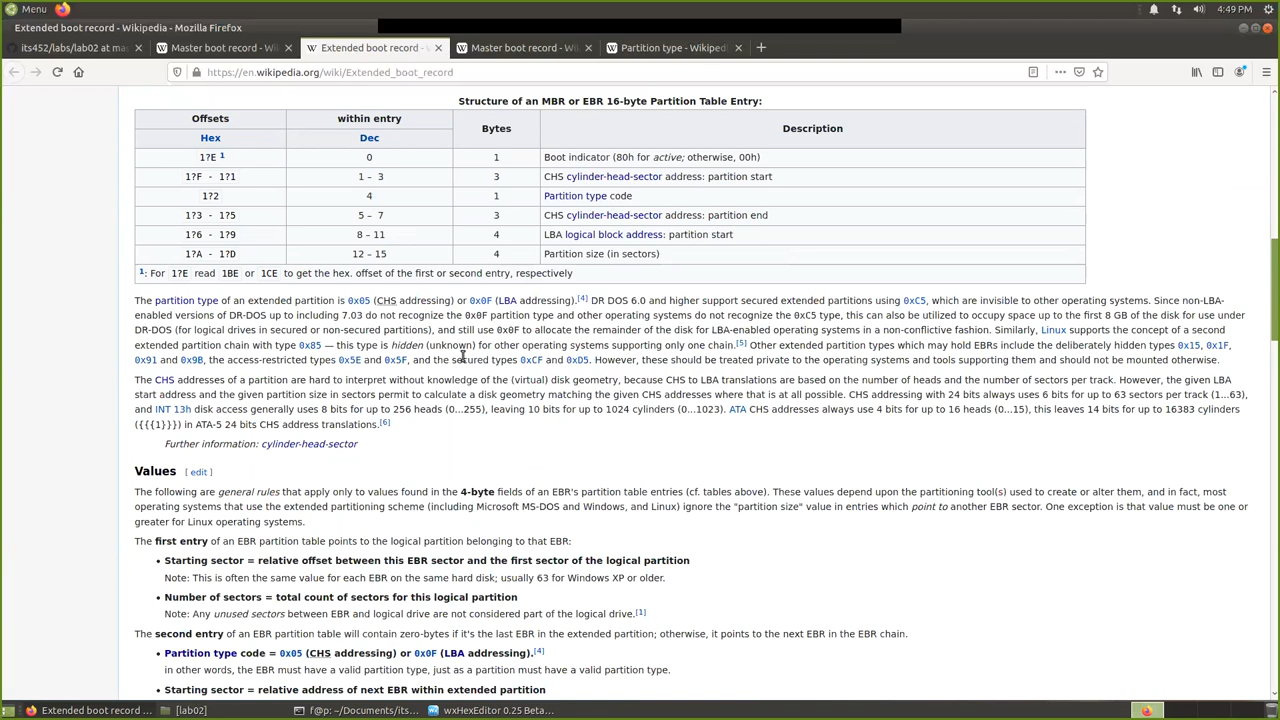 Menu
4:49 PM
Extended boot record - Wikipedia - Mozilla Firefox
its452/labs/lab02 at m
Master boot record - Wi
Extended boot record -
Master boot record - Wi
Partition type - Wikiped
https://en.wikipedia.org/wiki/Extended_boot_record
Structure of an MBR or EBR 16-byte Partition Table Entry:
Offsets within entry Bytes Description
Hex Dec
1?E 1 0 1 Boot indicator (80h for active; otherwise, 00h)
1?F - 1?1 1 – 3 3 CHS cylinder-head-sector address: partition start
1?2 4 1 Partition type code
1?3 - 1?5 5 – 7 3 CHS cylinder-head-sector address: partition end
1?6 - 1?9 8 – 11 4 LBA logical block address: partition start
1?A - 1?D 12 – 15 4 Partition size (in sectors)
1: For 1?E read 1BE or 1CE to get the hex. offset of the first or second entry, respectively
The partition type of an extended partition is 0x05 (CHS addressing) or 0x0F (LBA addressing).[4] DR DOS 6.0 and higher support secured extended partitions using 0xC5, which are invisible to other operating systems. Since non-LBA-
enabled versions of DR-DOS up to including 7.03 do not recognize the 0x0F partition type and other operating systems do not recognize the 0xC5 type, this can also be utilized to occupy space up to the first 8 GB of the disk for use under
DR-DOS (for logical drives in secured or non-secured partitions), and still use 0x0F to allocate the remainder of the disk for LBA-enabled operating systems in a non-conflictive fashion. Similarly, Linux supports the concept of a second
extended partition chain with type 0x85 — this type is hidden (unknown) for other operating systems supporting only one chain.[5] Other extended partition types which may hold EBRs include the deliberately hidden types 0x15, 0x1F,
0x91 and 0x9B, the access-restricted types 0x5E and 0x5F, and the secured types 0xCF and 0xD5. However, these should be treated private to the operating systems and tools supporting them and should not be mounted otherwise.
The CHS addresses of a partition are hard to interpret without knowledge of the (virtual) disk geometry, because CHS to LBA translations are based on the number of heads and the number of sectors per track. However, the given LBA
start address and the given partition size in sectors permit to calculate a disk geometry matching the given CHS addresses where that is at all possible. CHS addressing with 24 bits always uses 6 bits for up to 63 sectors per track (1...63),
and INT 13h disk access generally uses 8 bits for up to 256 heads (0...255), leaving 10 bits for up to 1024 cylinders (0...1023). ATA CHS addresses always use 4 bits for up to 16 heads (0...15), this leaves 14 bits for up to 16383 cylinders
({{{1}}}) in ATA-5 24 bits CHS address translations.[6]
Further information: cylinder-head-sector
Values [ edit ]
The following are general rules that apply only to values found in the 4-byte fields of an EBR's partition table entries (cf. tables above). These values depend upon the partitioning tool(s) used to create or alter them, and in fact, most
operating systems that use the extended partitioning scheme (including Microsoft MS-DOS and Windows, and Linux) ignore the "partition size" value in entries which point to another EBR sector. One exception is that value must be one or
greater for Linux operating systems.
The first entry of an EBR partition table points to the logical partition belonging to that EBR:
• Starting sector = relative offset between this EBR sector and the first sector of the logical partition
Note: This is often the same value for each EBR on the same hard disk; usually 63 for Windows XP or older.
• Number of sectors = total count of sectors for this logical partition
Note: Any unused sectors between EBR and logical drive are not considered part of the logical drive.[1]
The second entry of an EBR partition table will contain zero-bytes if it's the last EBR in the extended partition; otherwise, it points to the next EBR in the EBR chain.
• Partition type code = 0x05 (CHS addressing) or 0x0F (LBA addressing).[4]
in other words, the EBR must have a valid partition type, just as a partition must have a valid partition type.
• Starting sector = relative address of next EBR within extended partition
Extended boot record ...
[lab02]
f@p: ~/Documents/its...
wxHexEditor 0.25 Beta...